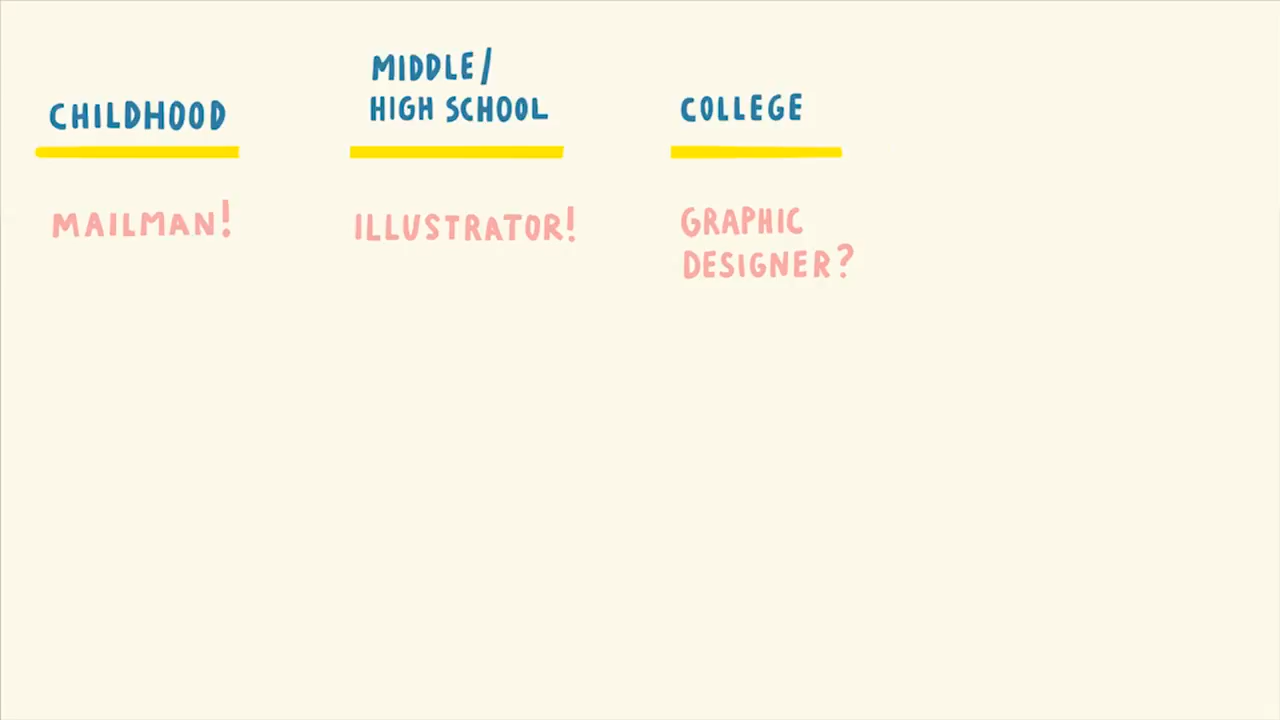 CHILDHOOD
MAILMAN!
MIDDLE/
HIGH SCHOOL
ILLUSTRATOR!
COLLEGE
GRAPHIC
DESIGNER?